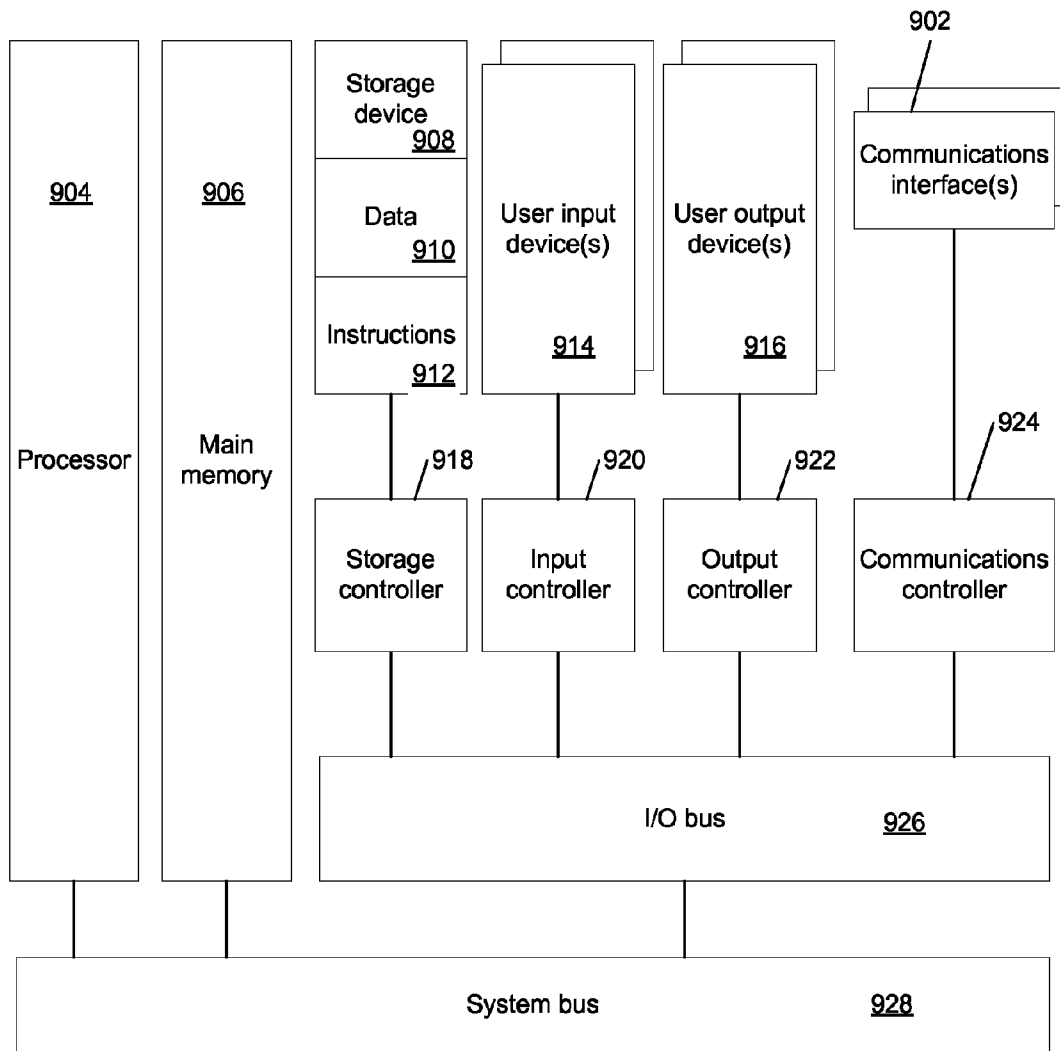 902
Storage
device
908
904
906
Data
910
User input
device(s)
User output
device(s)
Communications
interface(s)
Instructions
912
914
916
Processor
Main
memory
918
920
922
924
Storage
controller
Input
controller
Output
controller
Communications
controller
I/O bus
926
System bus
928